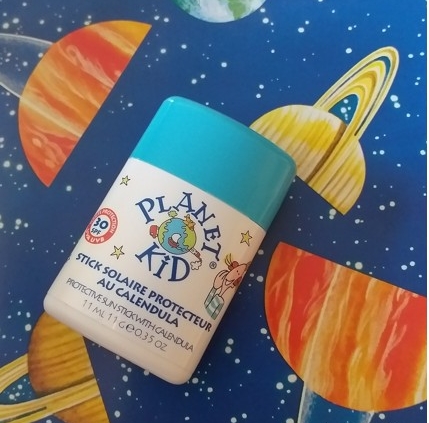 PLANET
KID®
30
SPF
STICK SOLAIRE PROTECTEUR
AU CALENDULA
PROTECTIVE SUN STICK WITH CALENDULA
11 ML 11 G e 0.35 OZ